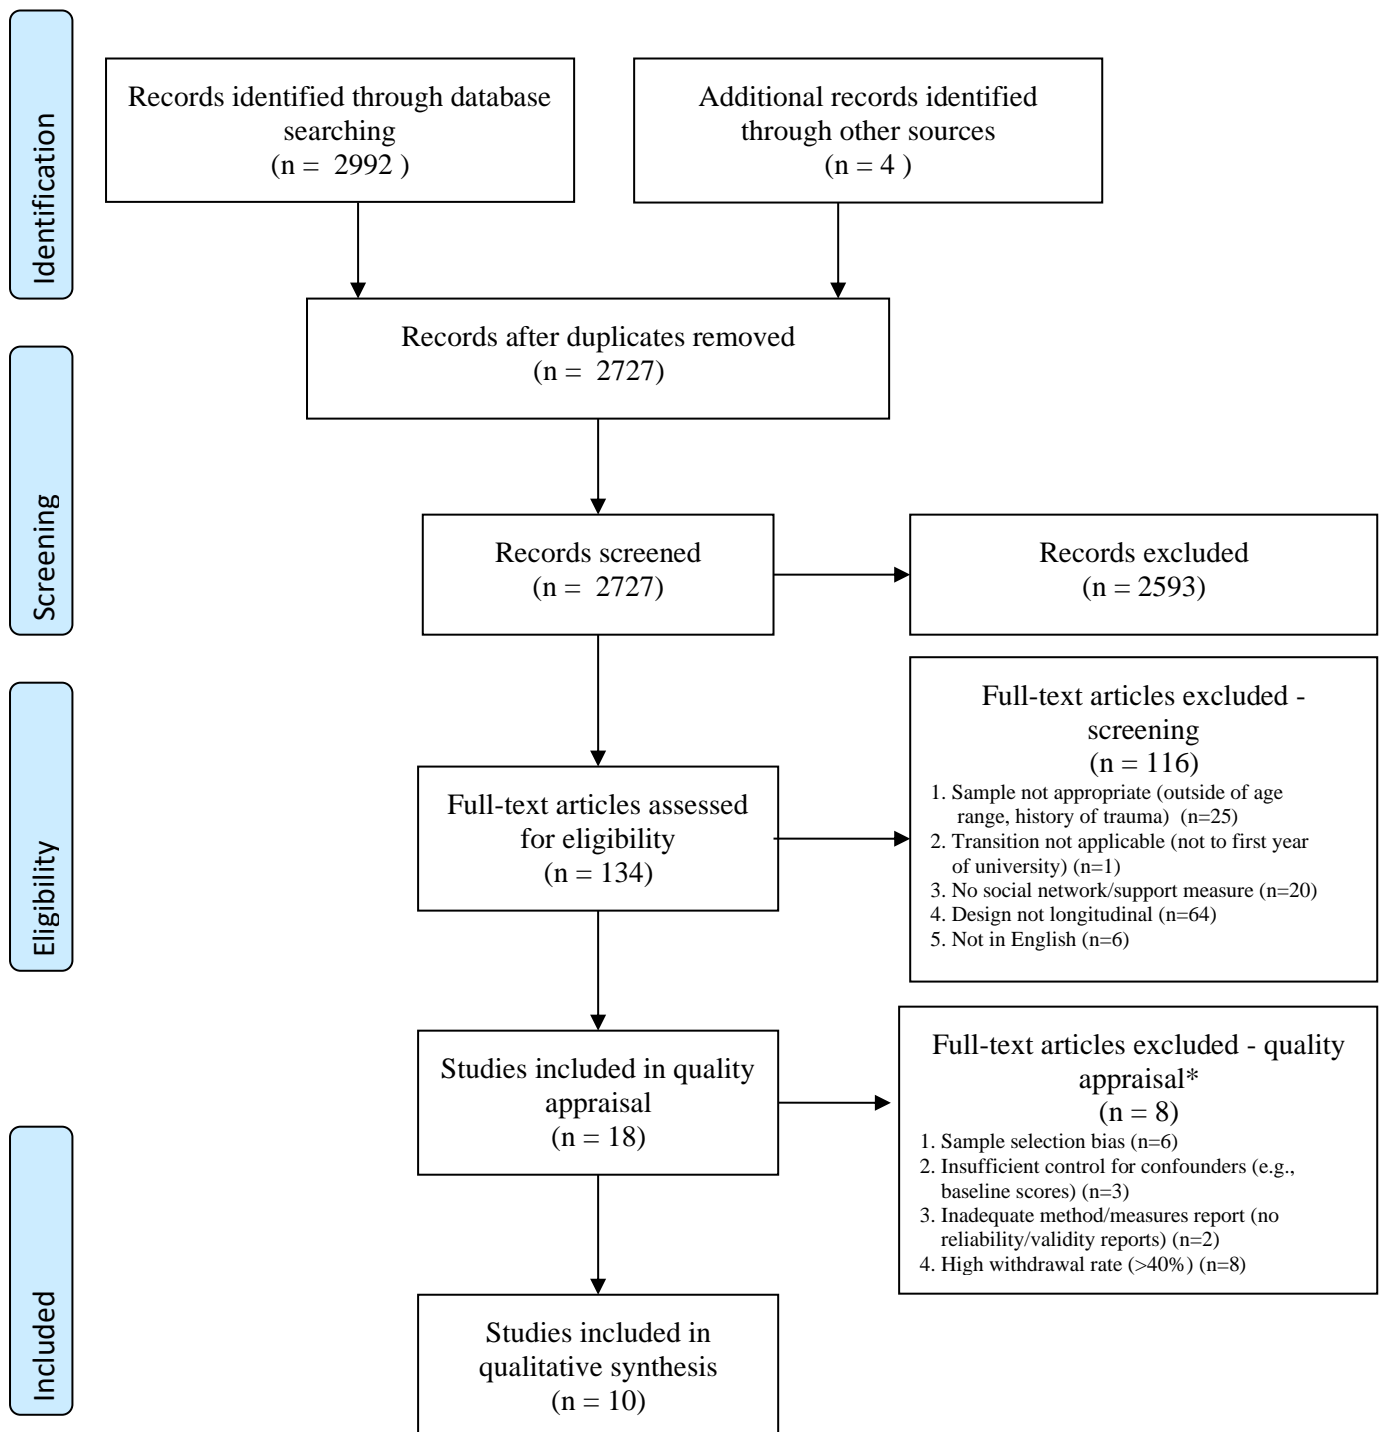 Identification
Records identified through database
searching
(n =  2992 )
Additional records identified
through other sources
(n = 4 )
Records after duplicates removed
(n =  2727)
Screening
Records screened
(n =  2727)
Records excluded
(n = 2593)
Eligibility
Full-text articles assessed
for eligibility
(n = 134)
Full-text articles excluded -
screening
(n = 116)
1. Sample not appropriate (outside of age
range, history of trauma)  (n=25)
2. Transition not applicable (not to first year
of university) (n=1)
3. No social network/support measure (n=20)
4. Design not longitudinal (n=64)
5. Not in English (n=6)
Studies included in quality
appraisal
(n = 18)
Full-text articles excluded - quality
appraisal*
(n = 8)
1. Sample selection bias (n=6)
2. Insufficient control for confounders (e.g.,
baseline scores) (n=3)
3. Inadequate method/measures report (no
reliability/validity reports) (n=2)
4. High withdrawal rate (>40%) (n=8)
Included
Studies included in
qualitative synthesis
(n = 10)